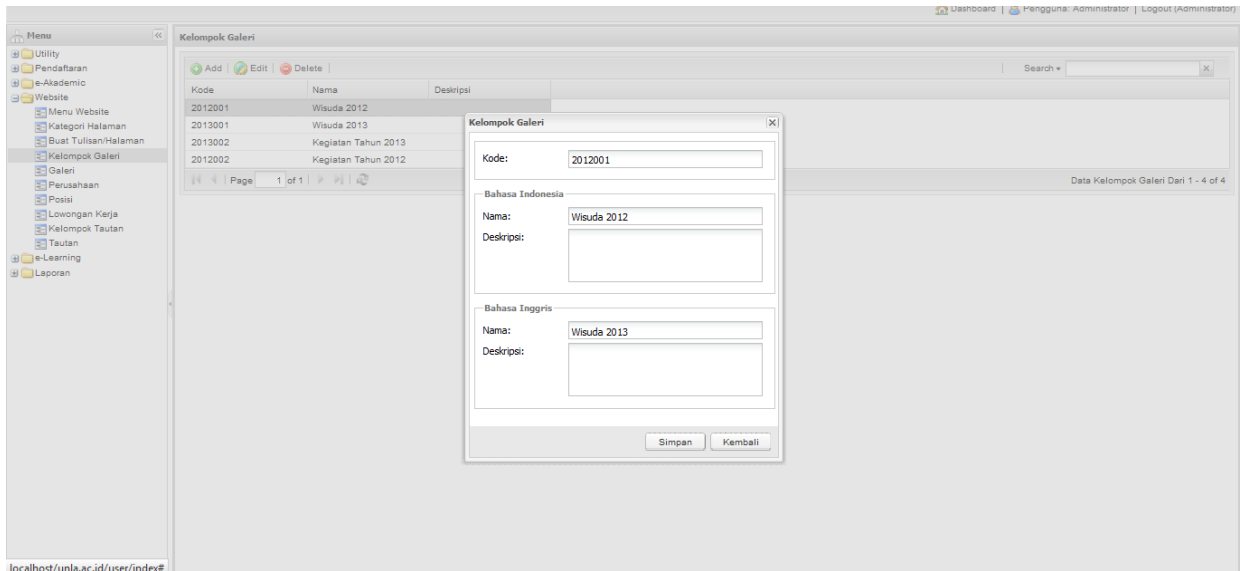 Dashboard | Pengguna: Administrator | Logout (Administrator)
Menu
Utility
Pendaftaran
e-Akademic
Website
Menu Website
Kategori Halaman
Buat Tulisan/Halaman
Kelompok Galeri
Galeri
Perusahaan
Posisi
Lowongan Kerja
Kelompok Tautan
Tautan
e-Learning
Laporan
Kelompok Galeri
Add | Edit | Delete | Search
Kode Nama Deskripsi
2012001 Wisuda 2012
2013001 Wisuda 2013
2013002 Kegiatan Tahun 2013
2012002 Kegiatan Tahun 2012
Page 1 of 1 Data Kelompok Galeri Dari 1 - 4 of 4
Kelompok Galeri
Kode: 2012001
Bahasa Indonesia
Nama: Wisuda 2012
Deskripsi:
Bahasa Inggris
Nama: Wisuda 2013
Deskripsi:
Simpan Kembali
localhost/unla.ac.id/user/index#